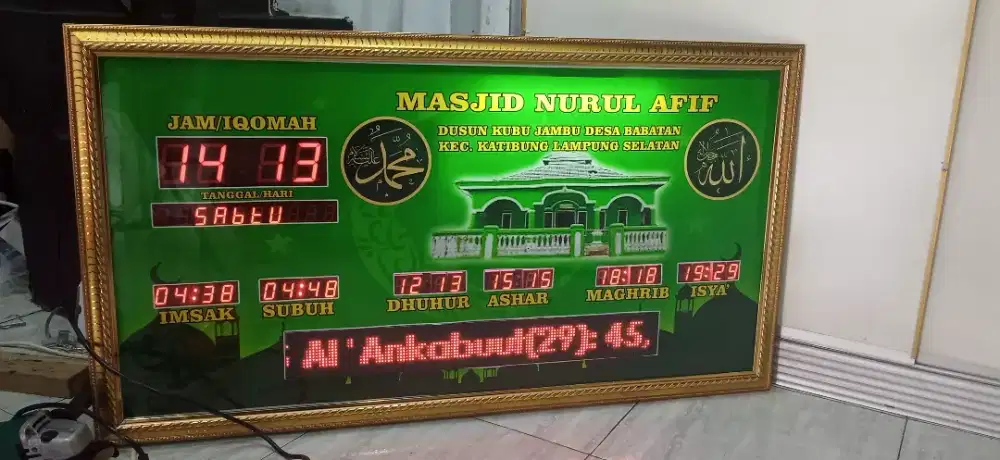 MASJID NURUL AFIF
DUSUN KUBU JAMBU DESA BABATAN
KEC. KATIBUNG LAMPUNG SELATAN
JAM/IQOMAH
14 13
TANGGAL/HARI
SAbtU
محمد
الله
04:38
IMSAK
04:48
SUBUH
12 13
DHUHUR
15 15
ASHAR
18:18
MAGHRIB
19:29
ISYA'
: Al 'Ankabuut(29): 45,